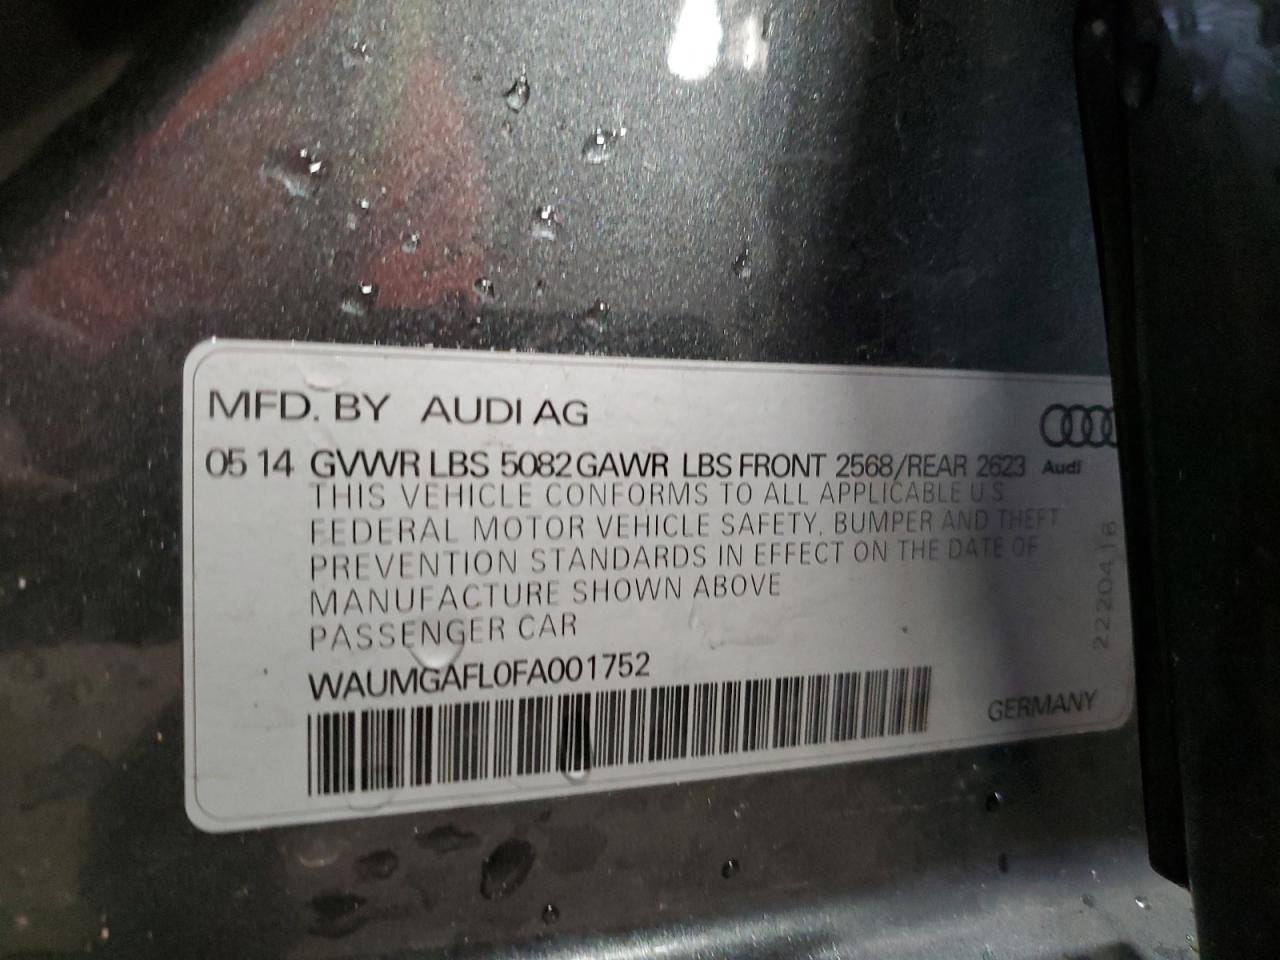 MFD. BY AUDI AG
05 14 GVWR LBS 5082 GAWR LBS FRONT 2568/REAR 2623
Audi
THIS VEHICLE CONFORMS TO ALL APPLICABLE U S
FEDERAL MOTOR VEHICLE SAFETY, BUMPER AND THEFT
PREVENTION STANDARDS IN EFFECT ON THE DATE OF
MANUFACTURE SHOWN ABOVE
PASSENGER CAR
WAUMGAFL0FA001752
GERMANY
2220416